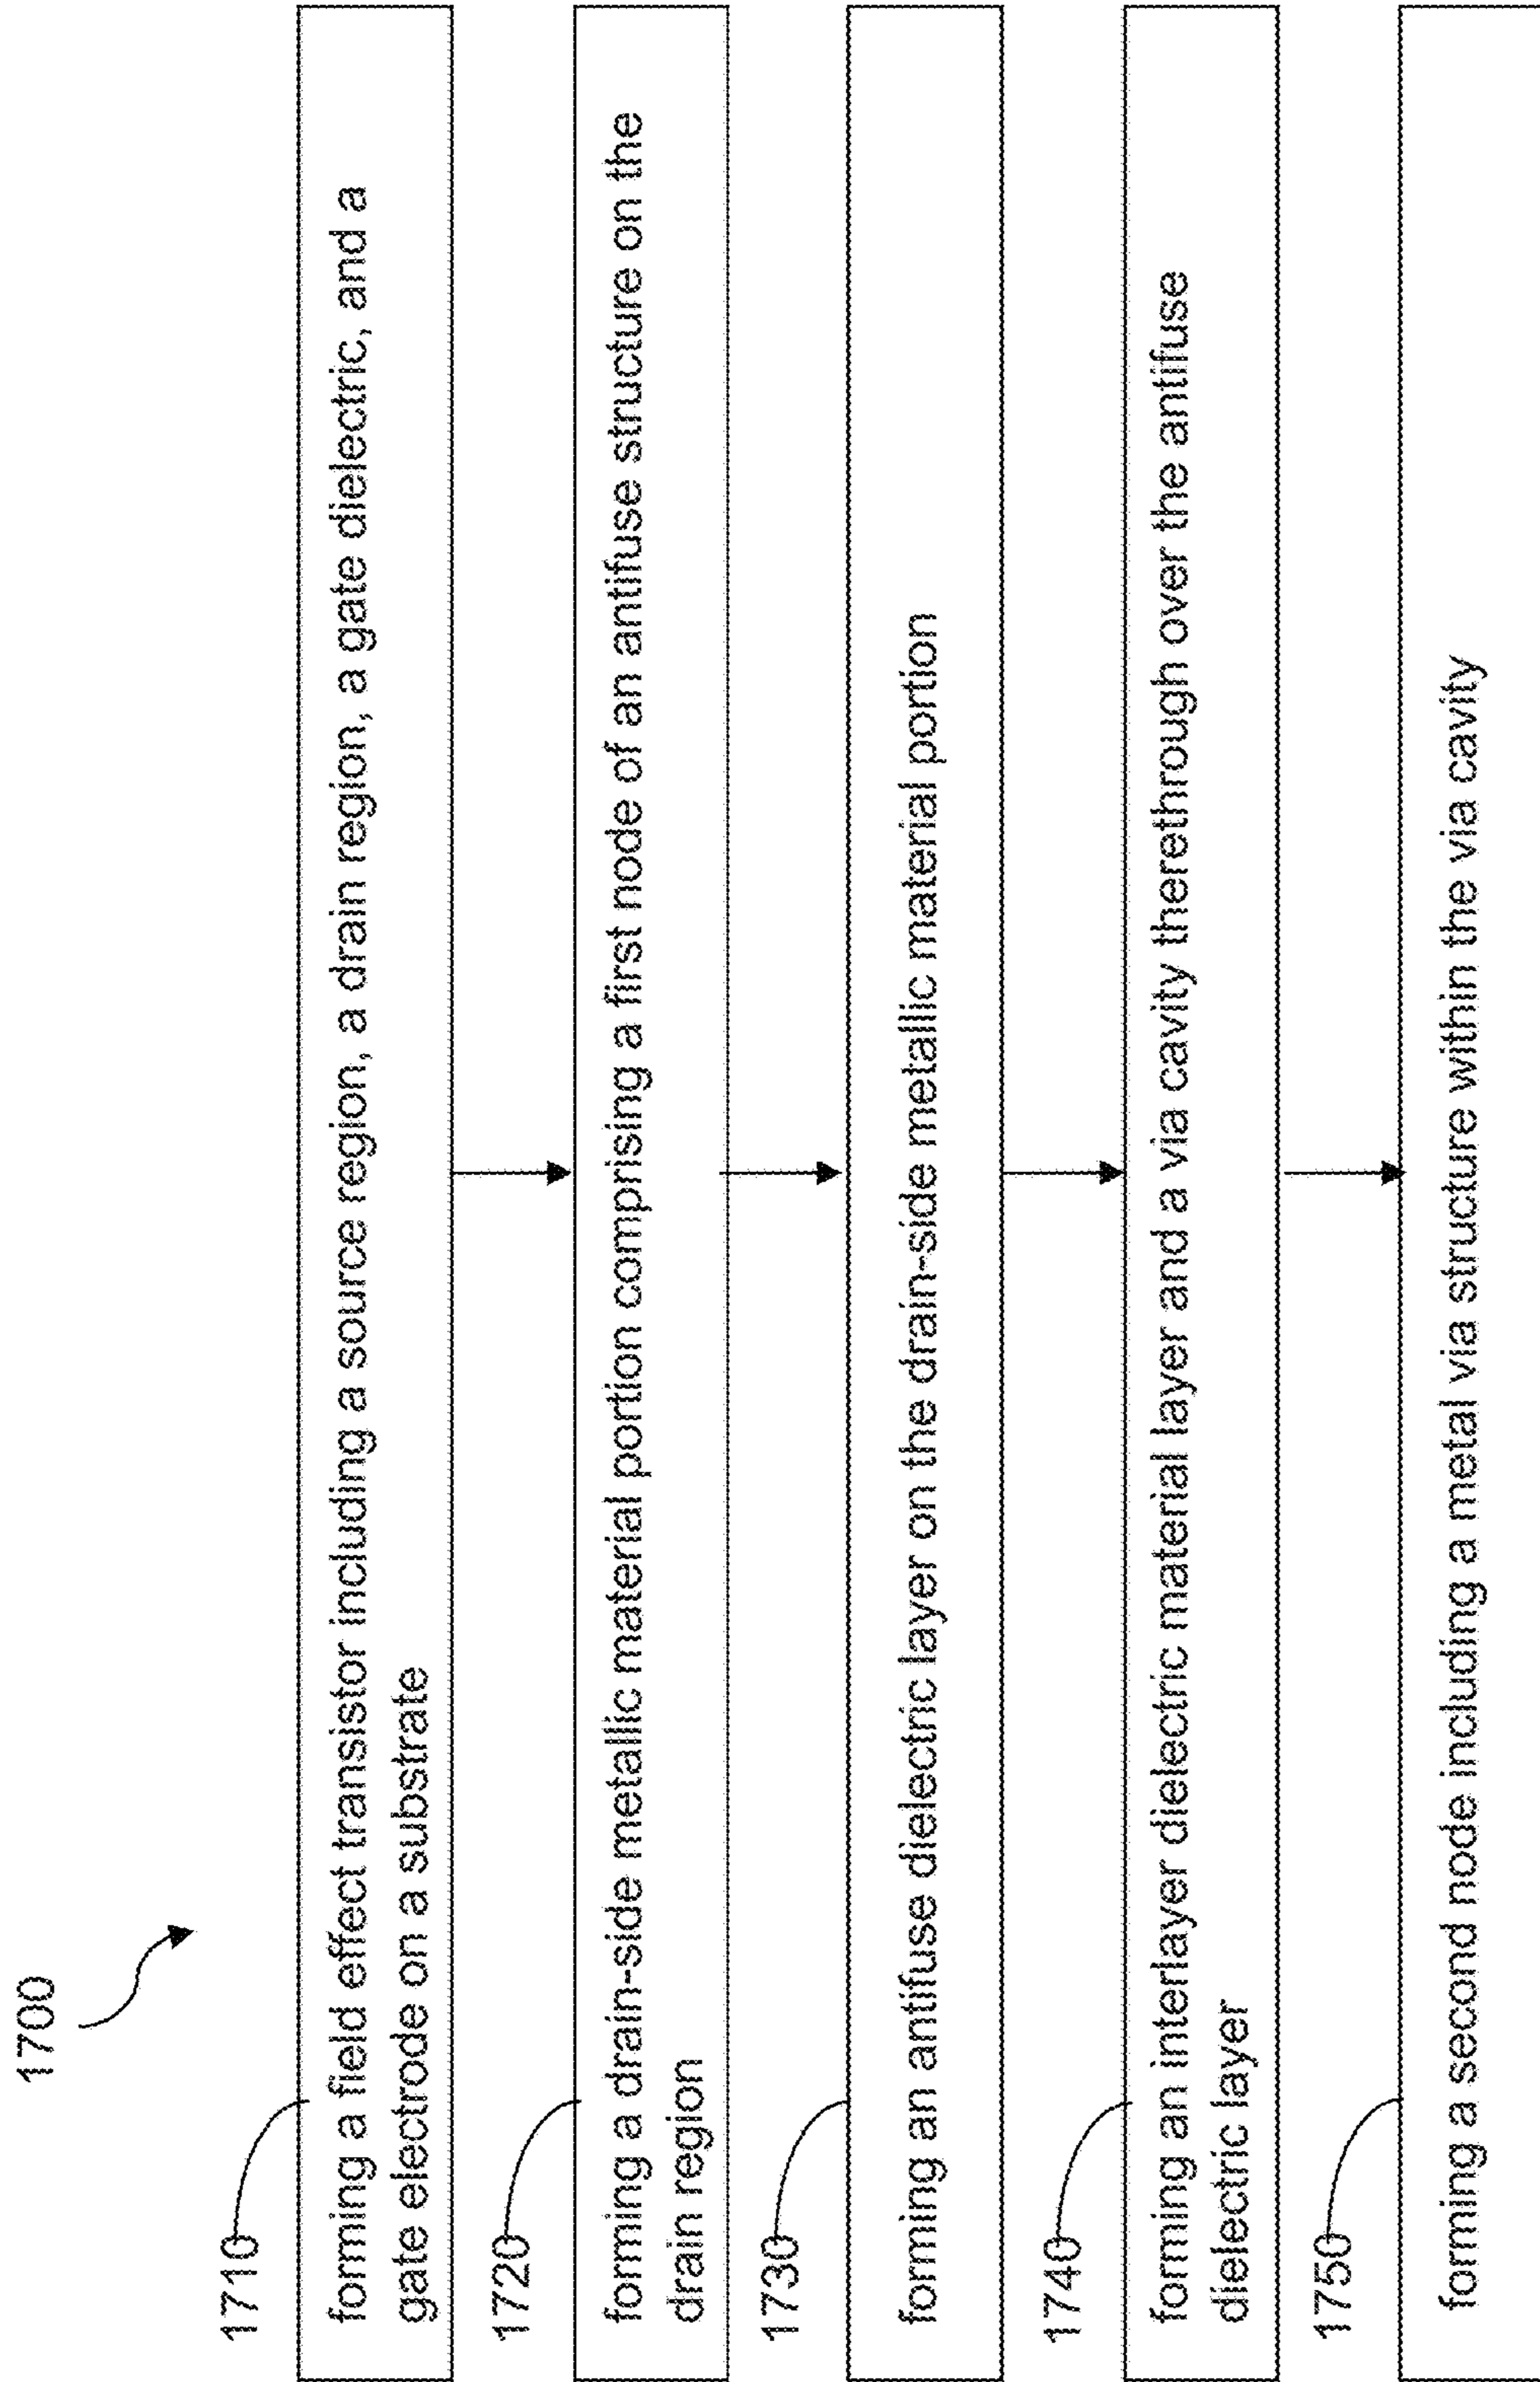 1700
1710
forming a field effect transistor including a source region, a drain region, a gate dielectric, and a
gate electrode on a substrate
1720
forming a drain-side metallic material portion comprising a first node of an antifuse structure on the
drain region
1730
forming an antifuse dielectric layer on the drain-side metallic material portion
1740
forming an interlayer dielectric material layer and a via cavity therethrough over the antifuse
dielectric layer
1750
forming a second node including a metal via structure within the via cavity